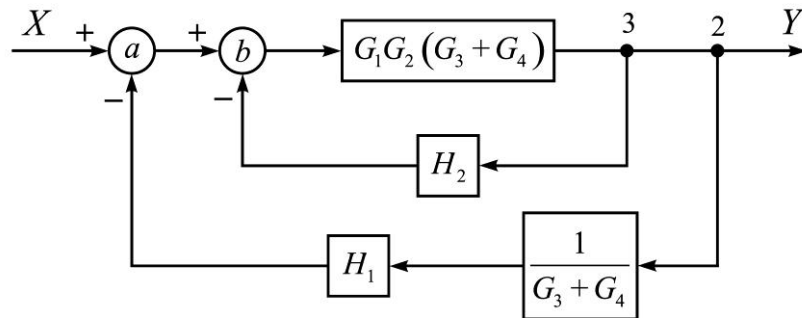 X + a + b G₁G₂(G₃ + G₄) 3 2 Y
− −
H₂
H₁ 1/(G₃ + G₄)